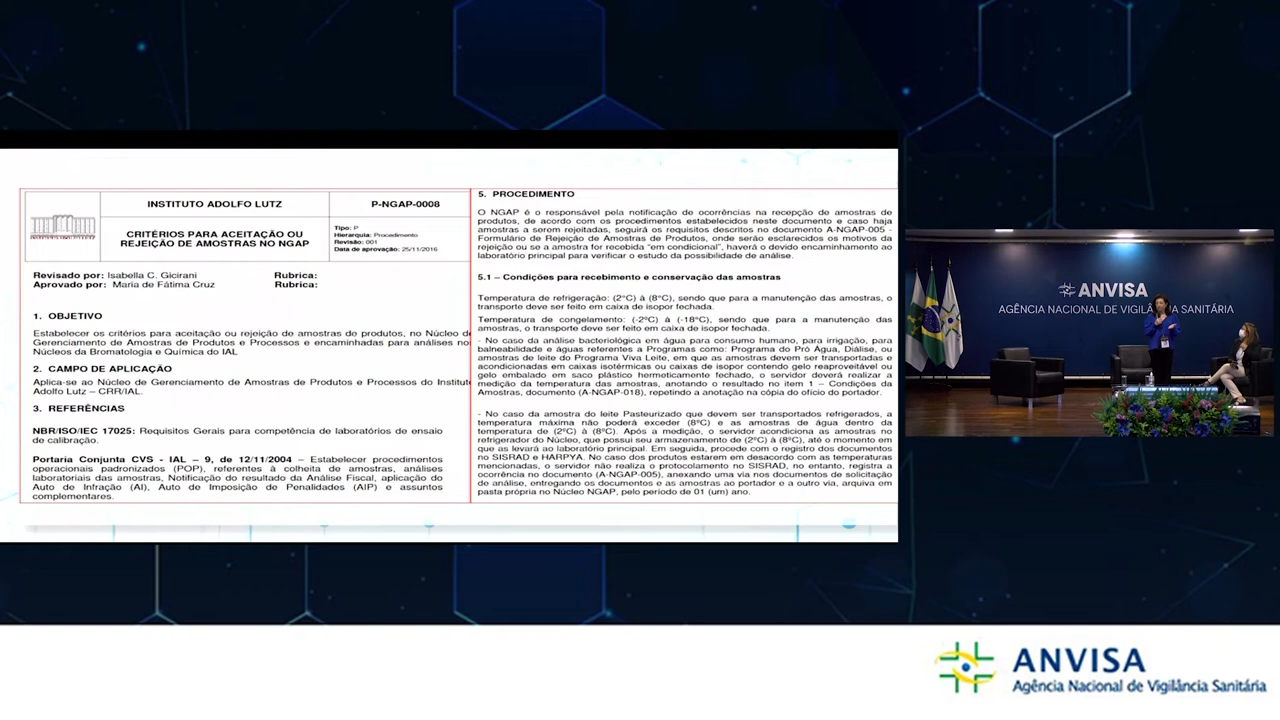 INSTITUTO ADOLFO LUTZ
P-NGAP-0008
CRITÉRIOS PARA ACEITAÇÃO OU
REJEIÇÃO DE AMOSTRAS NO NGAP
Tipo: P
Hierarquia: Procedimento
Revisão: 001
Data de aprovação: 25/11/2016
Revisado por: Isabella C. Gicirani
Rubrica:
Aprovado por: Maria de Fátima Cruz
Rubrica:
1. OBJETIVO
Estabelecer os critérios para aceitação ou rejeição de amostras de produtos, no Núcleo de
Gerenciamento de Amostras de Produtos e Processos e encaminhadas para análises nos
Núcleos da Bromatologia e Química do IAL
2. CAMPO DE APLICAÇÃO
Aplica-se ao Núcleo de Gerenciamento de Amostras de Produtos e Processos do Institut
Adolfo Lutz – CRR/IAL.
3. REFERÊNCIAS
NBR/ISO/IEC 17025: Requisitos Gerais para competência de laboratórios de ensaio
de calibração.
Portaria Conjunta CVS - IAL – 9, de 12/11/2004 – Estabelecer procedimentos
operacionais padronizados (POP), referentes à colheita de amostras, análises
laboratoriais das amostras, Notificação do resultado da Análise Fiscal, aplicação do
Auto de Infração (AI), Auto de Imposição de Penalidades (AIP) e assuntos
complementares.
5. PROCEDIMENTO
O NGAP é o responsável pela notificação de ocorrências na recepção de amostras de
produtos, de acordo com os procedimentos estabelecidos neste documento e caso haja
amostras a serem rejeitadas, seguirá os requisitos descritos no documento A-NGAP-005 -
Formulário de Rejeição de Amostras de Produtos, onde serão esclarecidos os motivos da
rejeição ou se a amostra for recebida “em condicional”, haverá o devido encaminhamento ao
laboratório principal para verificar o estudo da possibilidade de análise.
5.1 – Condições para recebimento e conservação das amostras
Temperatura de refrigeração: (2°C) à (8°C), sendo que para a manutenção das amostras, o
transporte deve ser feito em caixa de isopor fechada.
Temperatura de congelamento: (-2°C) à (-18°C), sendo que para a manutenção das
amostras, o transporte deve ser feito em caixa de isopor fechada.
- No caso da análise bacteriológica em água para consumo humano, para irrigação, para
balneabilidade e águas referentes a Programas como: Programa do Pró Água, Diálise, ou
amostras de leite do Programa Viva Leite, em que as amostras devem ser transportadas e
acondicionadas em caixas isotérmicas ou caixas de isopor contendo gelo reaproveitável ou
gelo embalado em saco plástico hermeticamente fechado, o servidor deverá realizar a
medição da temperatura das amostras, anotando o resultado no item 1 – Condições da
Amostras, documento (A-NGAP-018), repetindo a anotação na cópia do ofício do portador.
- No caso da amostra do leite Pasteurizado que devem ser transportados refrigerados, a
temperatura máxima não poderá exceder (8°C) e as amostras de água dentro da
temperatura de (2°C) à (8°C). Após a medição, o servidor acondiciona as amostras no
refrigerador do Núcleo, que possui seu armazenamento de (2°C) à (8°C), até o momento em
que as levará ao laboratório principal. Em seguida, procede com o registro dos documentos
no SISRAD e HARPYA. No caso dos produtos estarem em desacordo com as temperaturas
mencionadas, o servidor não realiza o protocolamento no SISRAD, no entanto, registra a
ocorrência no documento (A-NGAP-005), anexando uma via nos documentos de solicitação
de análise, entregando os documentos e as amostras ao portador e a outro via, arquiva em
pasta própria no Núcleo NGAP, pelo período de 01 (um) ano.
ANVISA
AGÊNCIA NACIONAL DE VIGILÂNCIA SANITÁRIA
ANVISA
Agência Nacional de Vigilância Sanitária